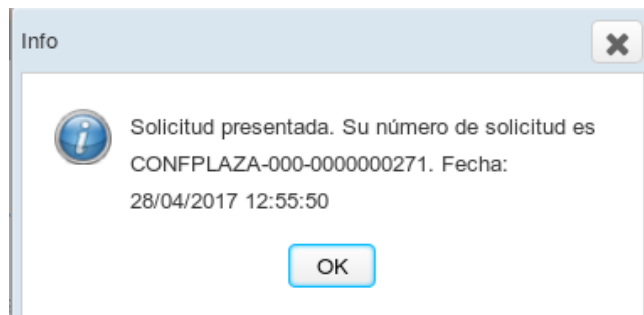 Info
Solicitud presentada. Su número de solicitud es
CONFPLAZA-000-0000000271. Fecha:
28/04/2017 12:55:50
OK